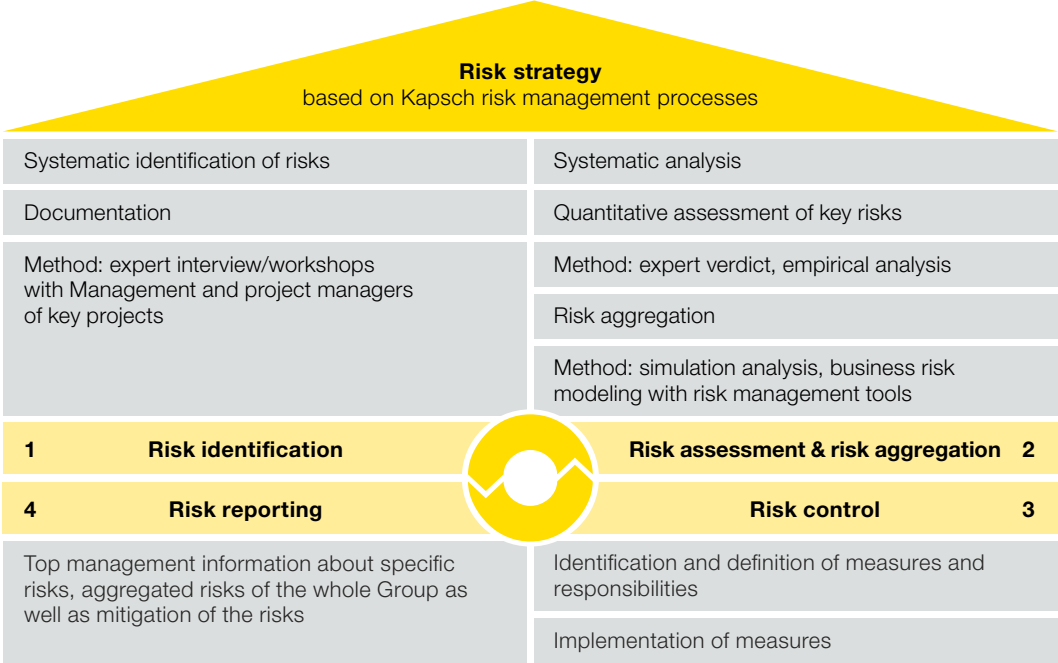 Risk strategy
based on Kapsch risk management processes
Systematic identification of risks
Documentation
Method: expert interview/workshops
with Management and project managers
of key projects
Systematic analysis
Quantitative assessment of key risks
Method: expert verdict, empirical analysis
Risk aggregation
Method: simulation analysis, business risk
modeling with risk management tools
1 Risk identification
Risk assessment & risk aggregation 2
4 Risk reporting
Risk control 3
Top management information about specific
risks, aggregated risks of the whole Group as
well as mitigation of the risks
Identification and definition of measures and
responsibilities
Implementation of measures